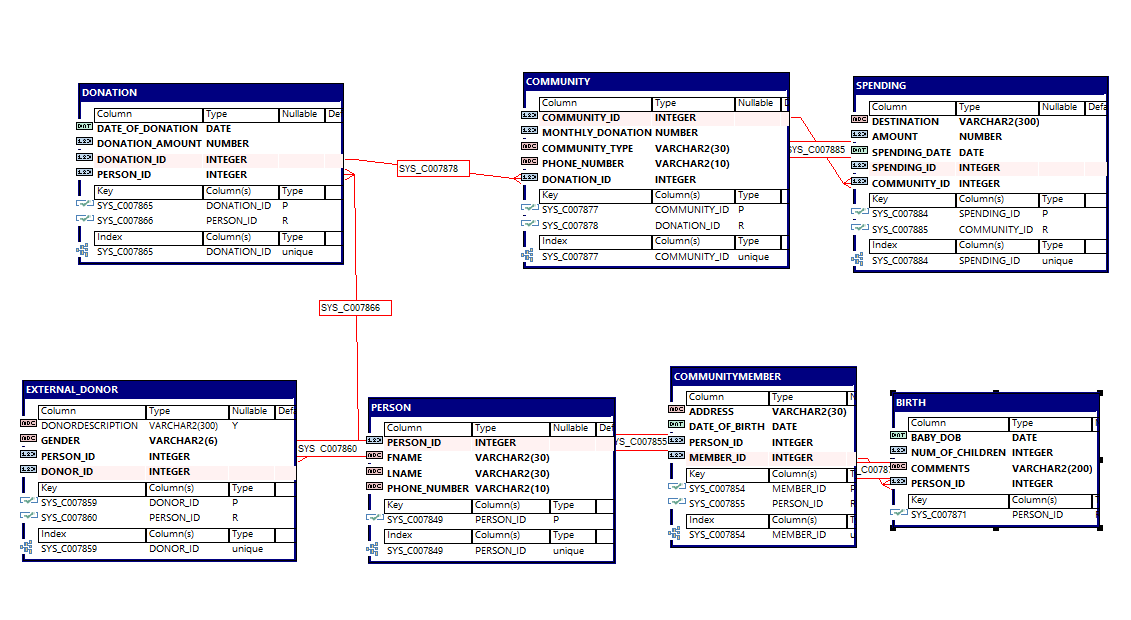 DONATION
Column Type Nullable Def
DATE_OF_DONATION DATE
DONATION_AMOUNT NUMBER
DONATION_ID INTEGER
PERSON_ID INTEGER
Key Column(s) Type
SYS_C007865 DONATION_ID P
SYS_C007866 PERSON_ID R
Index Column(s) Type
SYS_C007865 DONATION_ID unique
SYS_C007878
COMMUNITY
Column Type Nullable D
COMMUNITY_ID INTEGER
MONTHLY_DONATION NUMBER
COMMUNITY_TYPE VARCHAR2(30)
PHONE_NUMBER VARCHAR2(10)
DONATION_ID INTEGER
Key Column(s) Type
SYS_C007877 COMMUNITY_ID P
SYS_C007878 DONATION_ID R
Index Column(s) Type
SYS_C007877 COMMUNITY_ID unique
SYS_C007885
SPENDING
Column Type Nullable Defa
DESTINATION VARCHAR2(300)
AMOUNT NUMBER
SPENDING_DATE DATE
SPENDING_ID INTEGER
COMMUNITY_ID INTEGER
Key Column(s) Type
SYS_C007884 SPENDING_ID P
SYS_C007885 COMMUNITY_ID R
Index Column(s) Type
SYS_C007884 SPENDING_ID unique
SYS_C007866
EXTERNAL_DONOR
Column Type Nullable Defa
DONORDESCRIPTION VARCHAR2(300) Y
GENDER VARCHAR2(6)
PERSON_ID INTEGER
DONOR_ID INTEGER
Key Column(s) Type
SYS_C007859 DONOR_ID P
SYS_C007860 PERSON_ID R
Index Column(s) Type
SYS_C007859 DONOR_ID unique
SYS_C007860
PERSON
Column Type Nullable Def
PERSON_ID INTEGER
FNAME VARCHAR2(30)
LNAME VARCHAR2(30)
PHONE_NUMBER VARCHAR2(10)
Key Column(s) Type
SYS_C007849 PERSON_ID P
Index Column(s) Type
SYS_C007849 PERSON_ID unique
SYS_C007855
COMMUNITYMEMBER
Column Type N
ADDRESS VARCHAR2(30)
DATE_OF_BIRTH DATE
PERSON_ID INTEGER
MEMBER_ID INTEGER
Key Column(s) T
SYS_C007854 MEMBER_ID P
SYS_C007855 PERSON_ID R
Index Column(s) T
SYS_C007854 MEMBER_ID u
_C0078
BIRTH
Column Type
BABY_DOB DATE
NUM_OF_CHILDREN INTEGER
COMMENTS VARCHAR2(200)
PERSON_ID INTEGER
Key Column(s)
SYS_C007871 PERSON_ID